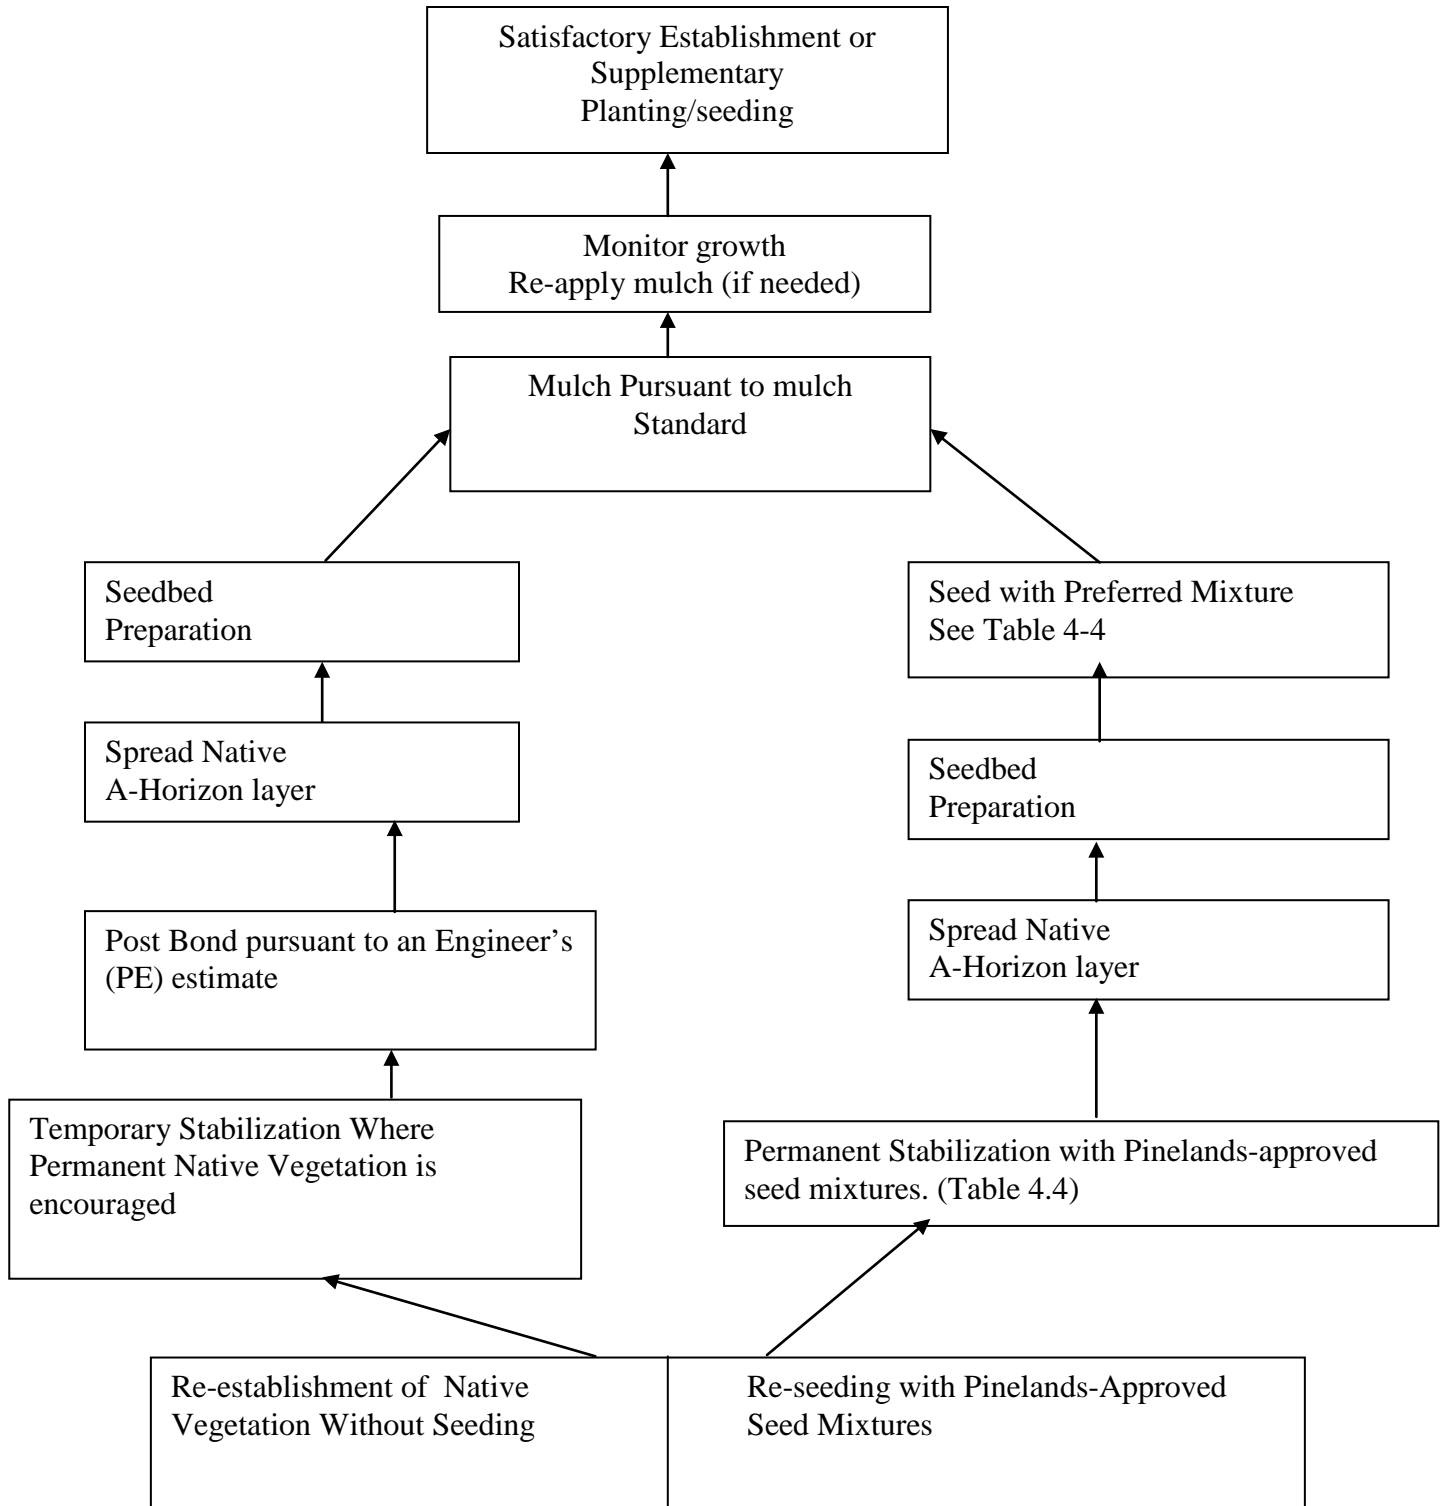 Satisfactory Establishment or
Supplementary
Planting/seeding
Monitor growth
Re-apply mulch (if needed)
Mulch Pursuant to mulch
Standard
Seedbed
Preparation
Seed with Preferred Mixture
See Table 4-4
Spread Native
A-Horizon layer
Seedbed
Preparation
Post Bond pursuant to an Engineer’s
(PE) estimate
Spread Native
A-Horizon layer
Temporary Stabilization Where
Permanent Native Vegetation is
encouraged
Permanent Stabilization with Pinelands-approved
seed mixtures. (Table 4.4)
Re-establishment of  Native
Vegetation Without Seeding
Re-seeding with Pinelands-Approved
Seed Mixtures